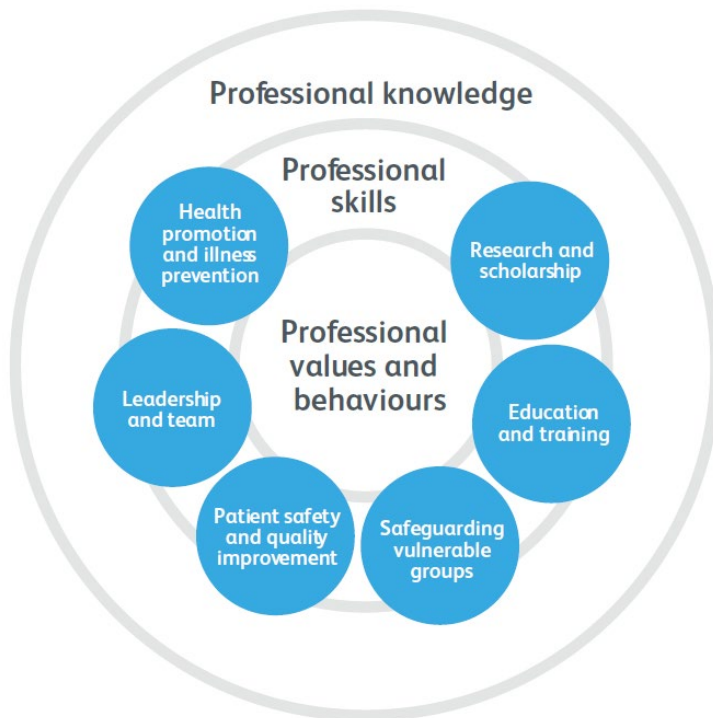 Professional knowledge
Professional
skills
Health
promotion
and illness
prevention
Research and
scholarship
Professional
values and
behaviours
Leadership
and team
Education
and training
Patient safety
and quality
improvement
Safeguarding
vulnerable
groups